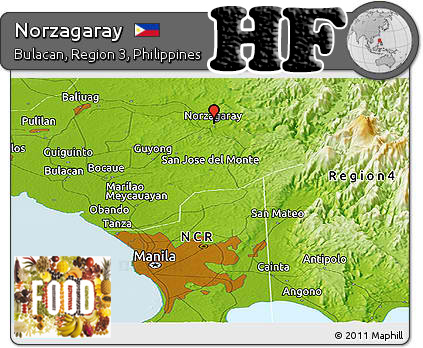 Norzagaray
Bulacan, Region 3, Philippines
HF
Baliuag
Norzagaray
Pulilan
los
Guiguinto
Guyong
San Jose del Monte
Bulacan
Bocaue
Region 4
Marilao
Meycauayan
Obando
Tanza
San Mateo
NCR
Manila
Cainta
Antipolo
Angono
FOOD
© 2011 Maphill